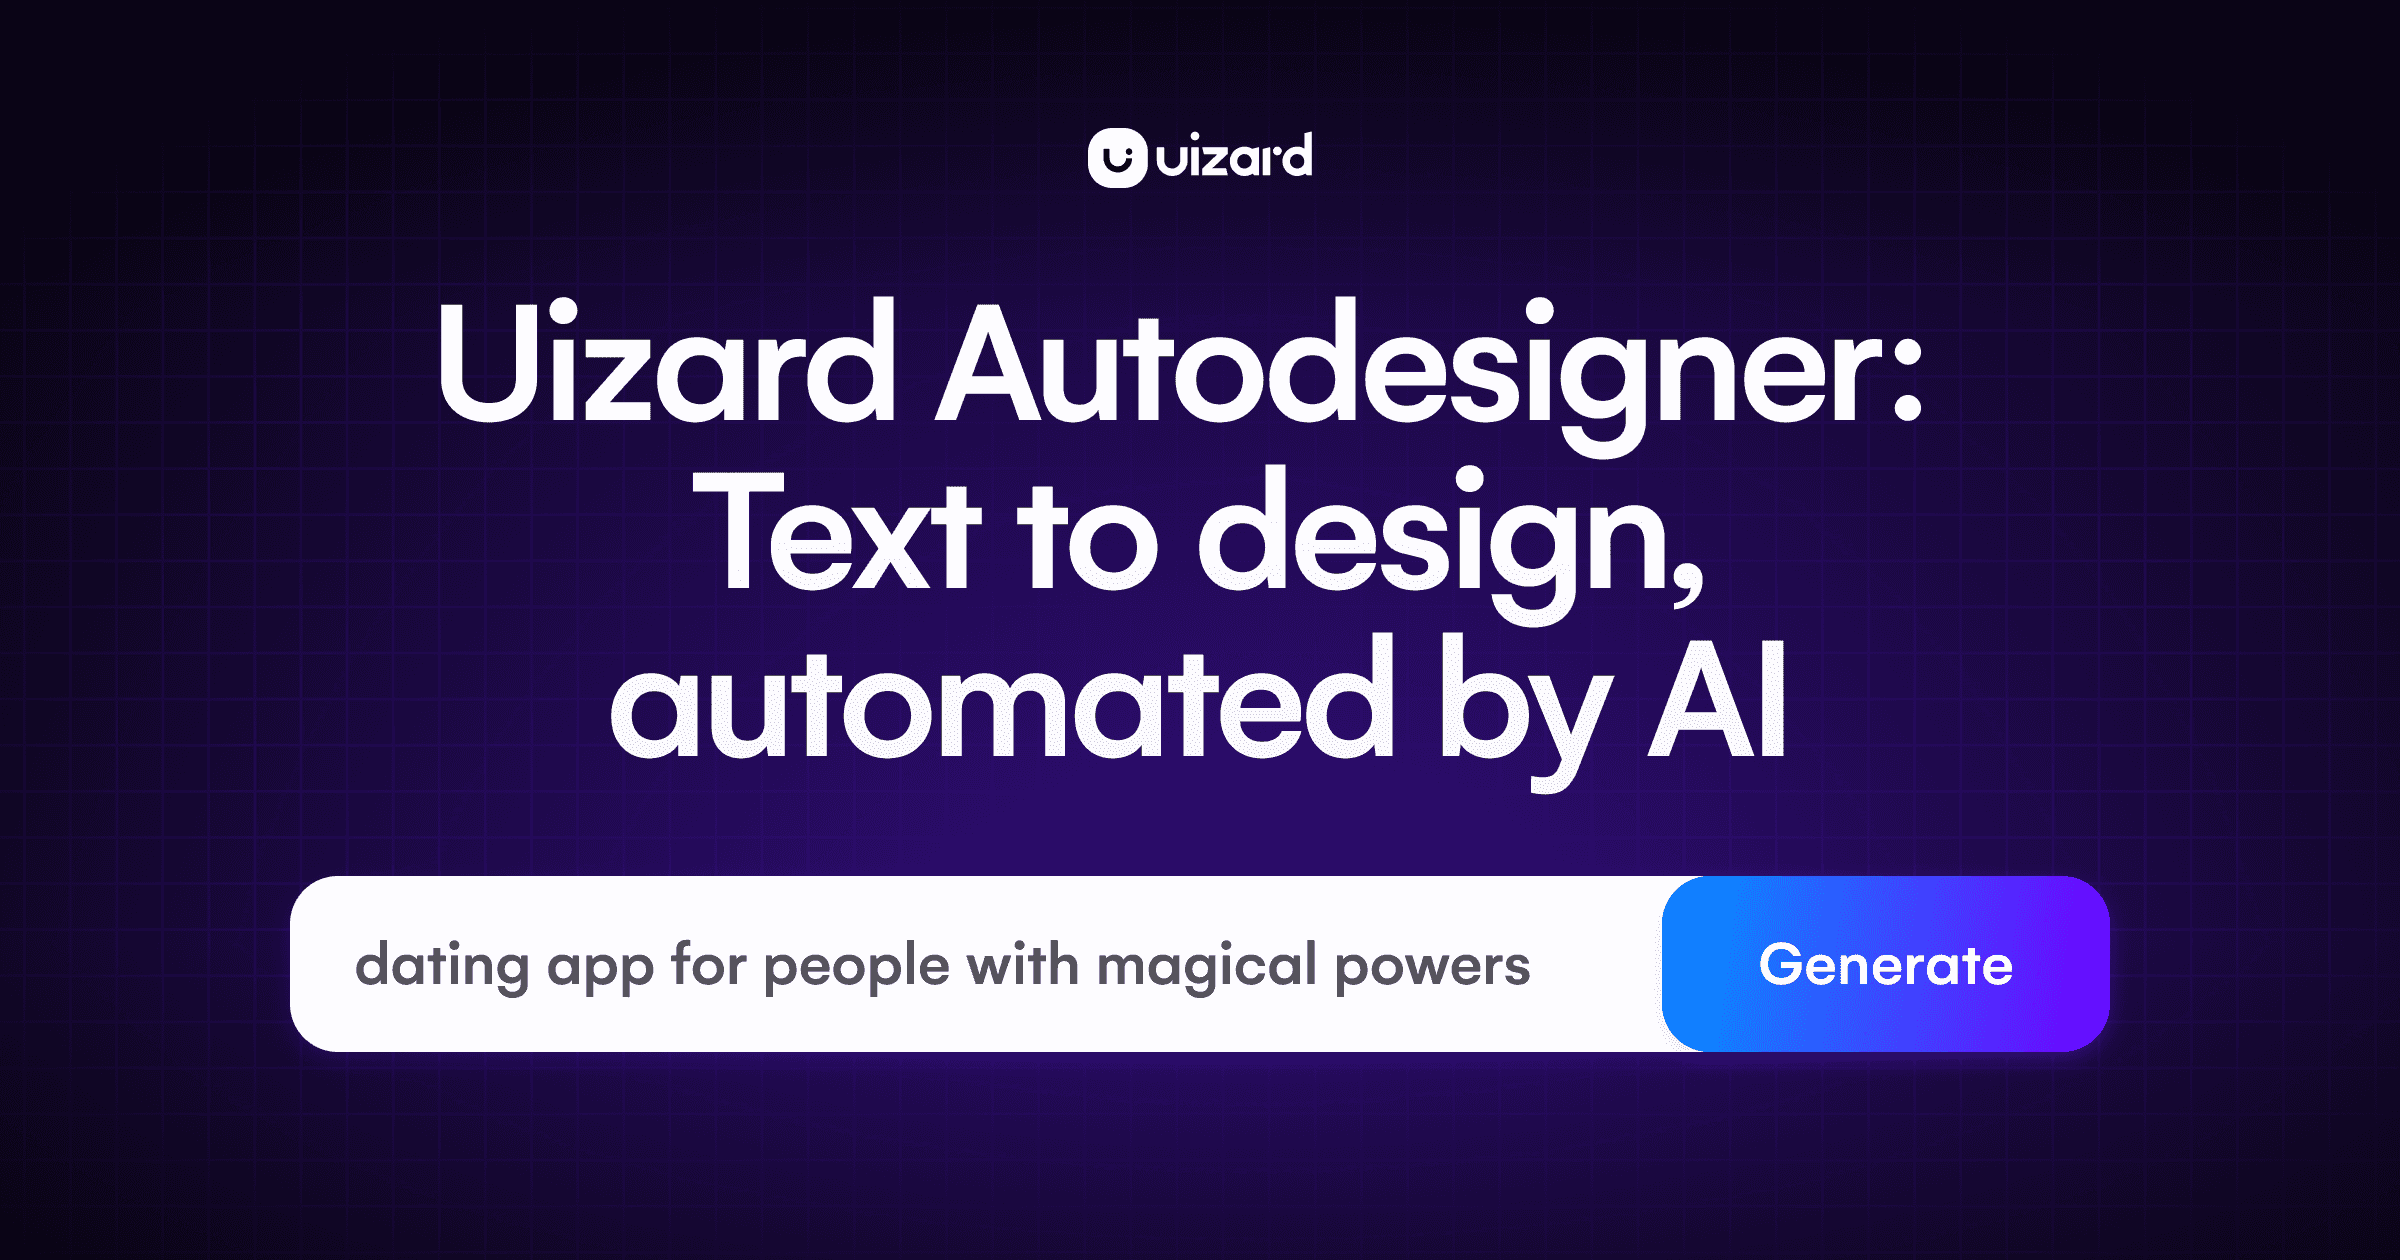 uizard
Uizard Autodesigner:
Text to design,
automated by AI
dating app for people with magical powers
Generate